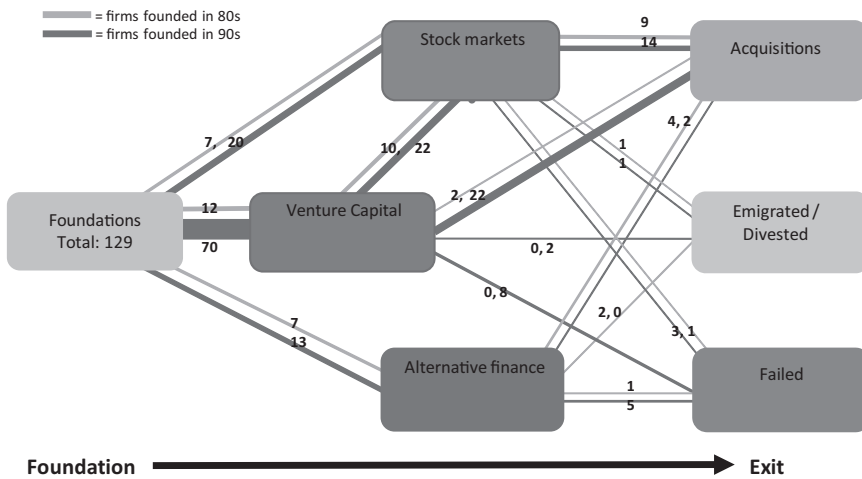 = firms founded in 80s
= firms founded in 90s
Stock markets
9
14
Acquisitions
7, 20
10, 22
4, 2
1
1
Foundations
Total: 129
12
70
Venture Capital
2, 22
Emigrated /
Divested
0, 2
0, 8
2, 0
7
13
3, 1
Alternative finance
1
5
Failed
Foundation
Exit